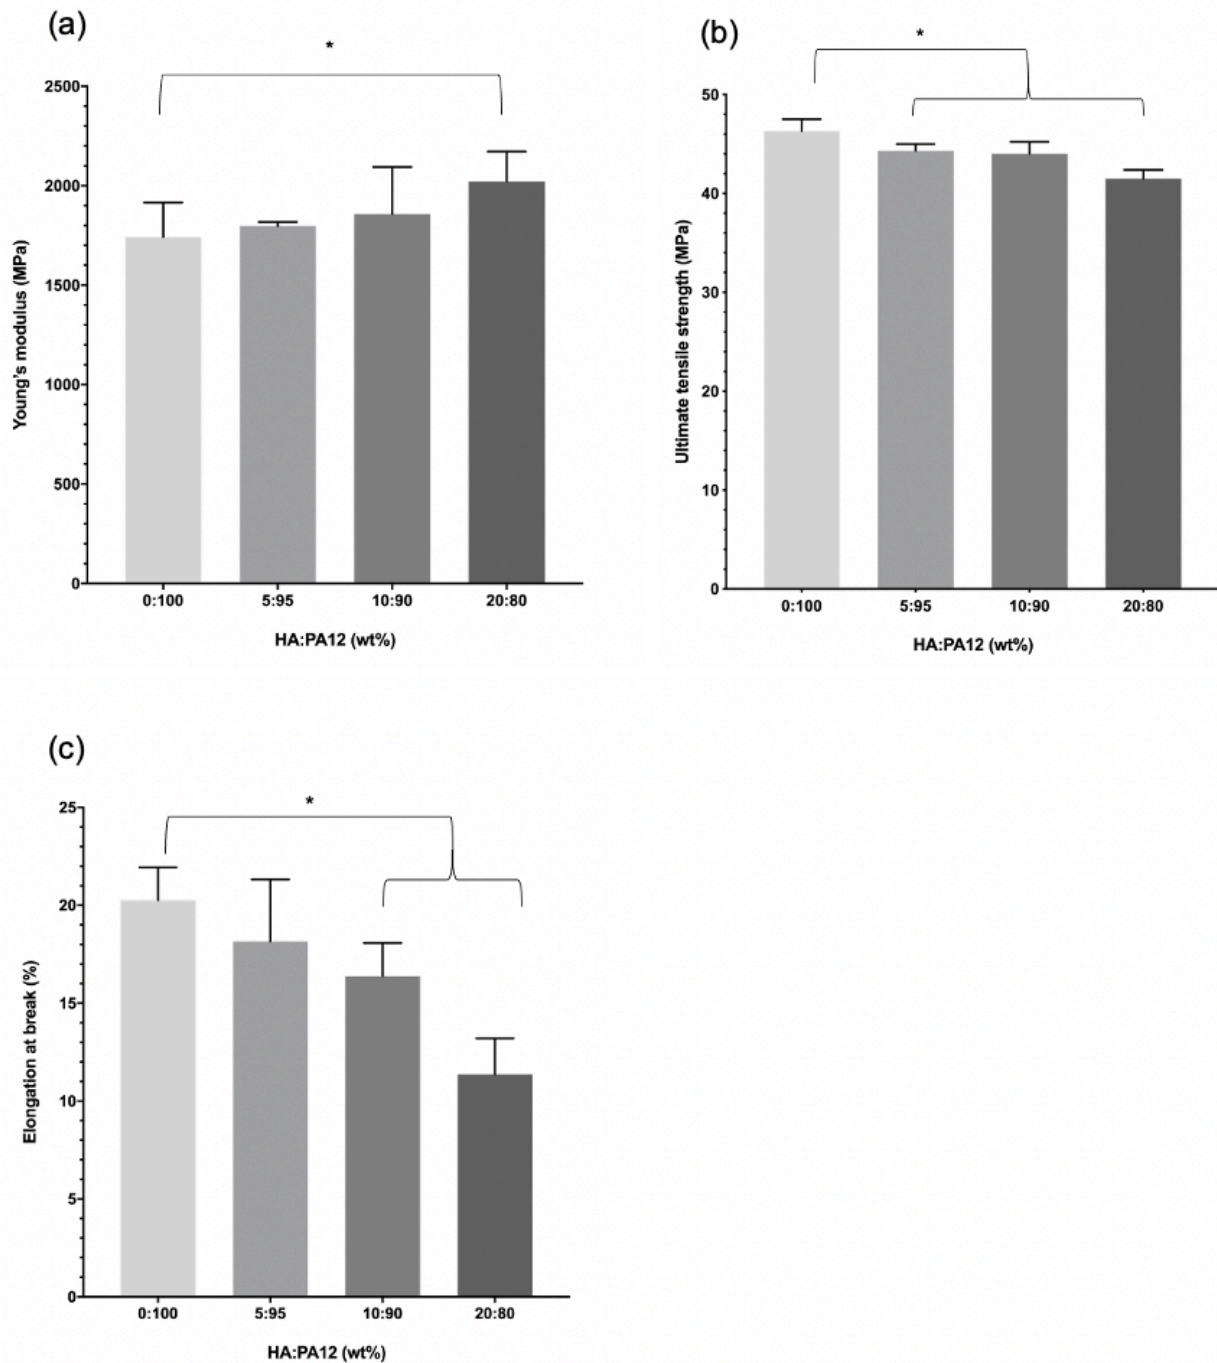 (a)
*
2500
2000
1500
1000
500
0
Young's modulus (MPa)
0:100 5:95 10:90 20:80
HA:PA12 (wt%)
(b)
*
50
40
30
20
10
0
Ultimate tensile strength (MPa)
0:100 5:95 10:90 20:80
HA:PA12 (wt%)
(c)
*
25
20
15
10
5
0
Elongation at break (%)
0:100 5:95 10:90 20:80
HA:PA12 (wt%)